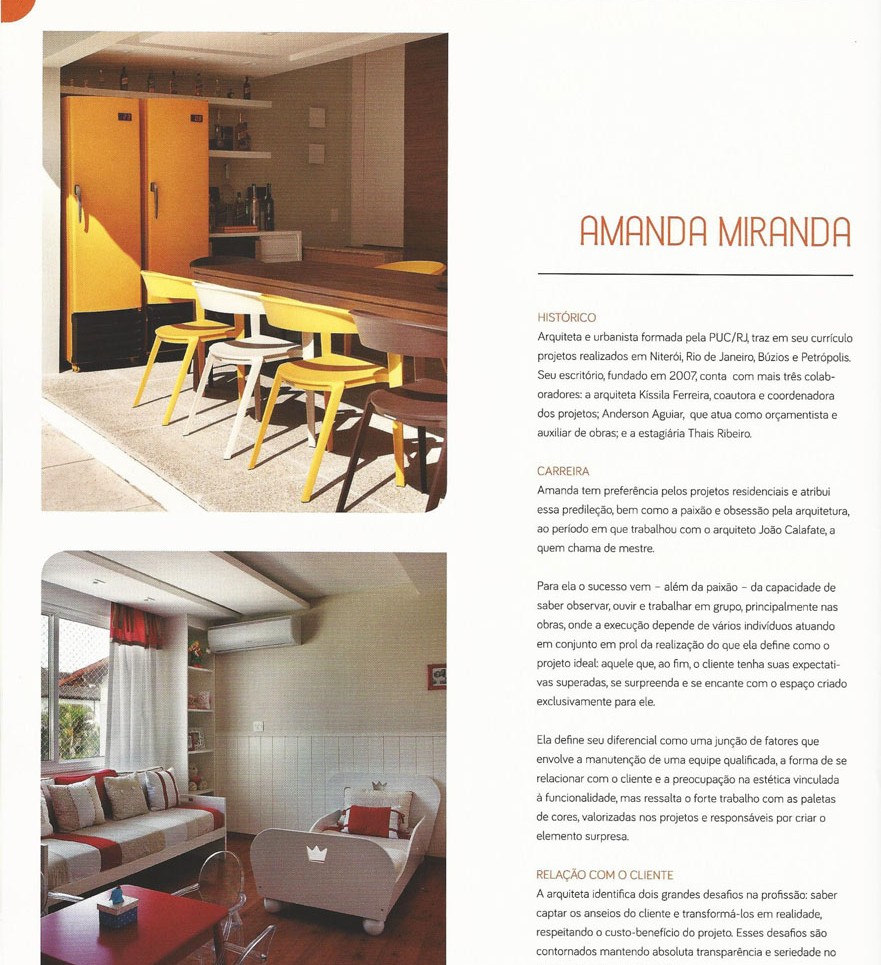 AMANDA MIRANDA
HISTÓRICO
Arquiteta e urbanista formada pela PUC/RJ, traz em seu currículo
projetos realizados em Niterói, Rio de Janeiro, Búzios e Petrópolis.
Seu escritório, fundado em 2007, conta com mais três colab-
oradores: a arquiteta Kíssila Ferreira, coautora e coordenadora
dos projetos; Anderson Aguiar, que atua como orçamentista e
auxiliar de obras; e a estagiária Thais Ribeiro.
CARREIRA
Amanda tem preferência pelos projetos residenciais e atribui
essa predileção, bem como a paixão e obsessão pela arquitetura,
ao período em que trabalhou com o arquiteto João Calafate, a
quem chama de mestre.
Para ela o sucesso vem – além da paixão – da capacidade de
saber observar, ouvir e trabalhar em grupo, principalmente nas
obras, onde a execução depende de vários indivíduos atuando
em conjunto em prol da realização do que ela define como o
projeto ideal: aquele que, ao fim, o cliente tenha suas expectati-
vas superadas, se surpreenda e se encante com o espaço criado
exclusivamente para ele.
Ela define seu diferencial como uma junção de fatores que
envolve a manutenção de uma equipe qualificada, a forma de se
relacionar com o cliente e a preocupação na estética vinculada
à funcionalidade, mas ressalta o forte trabalho com as paletas
de cores, valorizadas nos projetos e responsáveis por criar o
elemento surpresa.
RELAÇÃO COM O CLIENTE
A arquiteta identifica dois grandes desafios na profissão: saber
captar os anseios do cliente e transformá-los em realidade,
respeitando o custo-benefício do projeto. Esses desafios são
contornados mantendo absoluta transparência e seriedade no